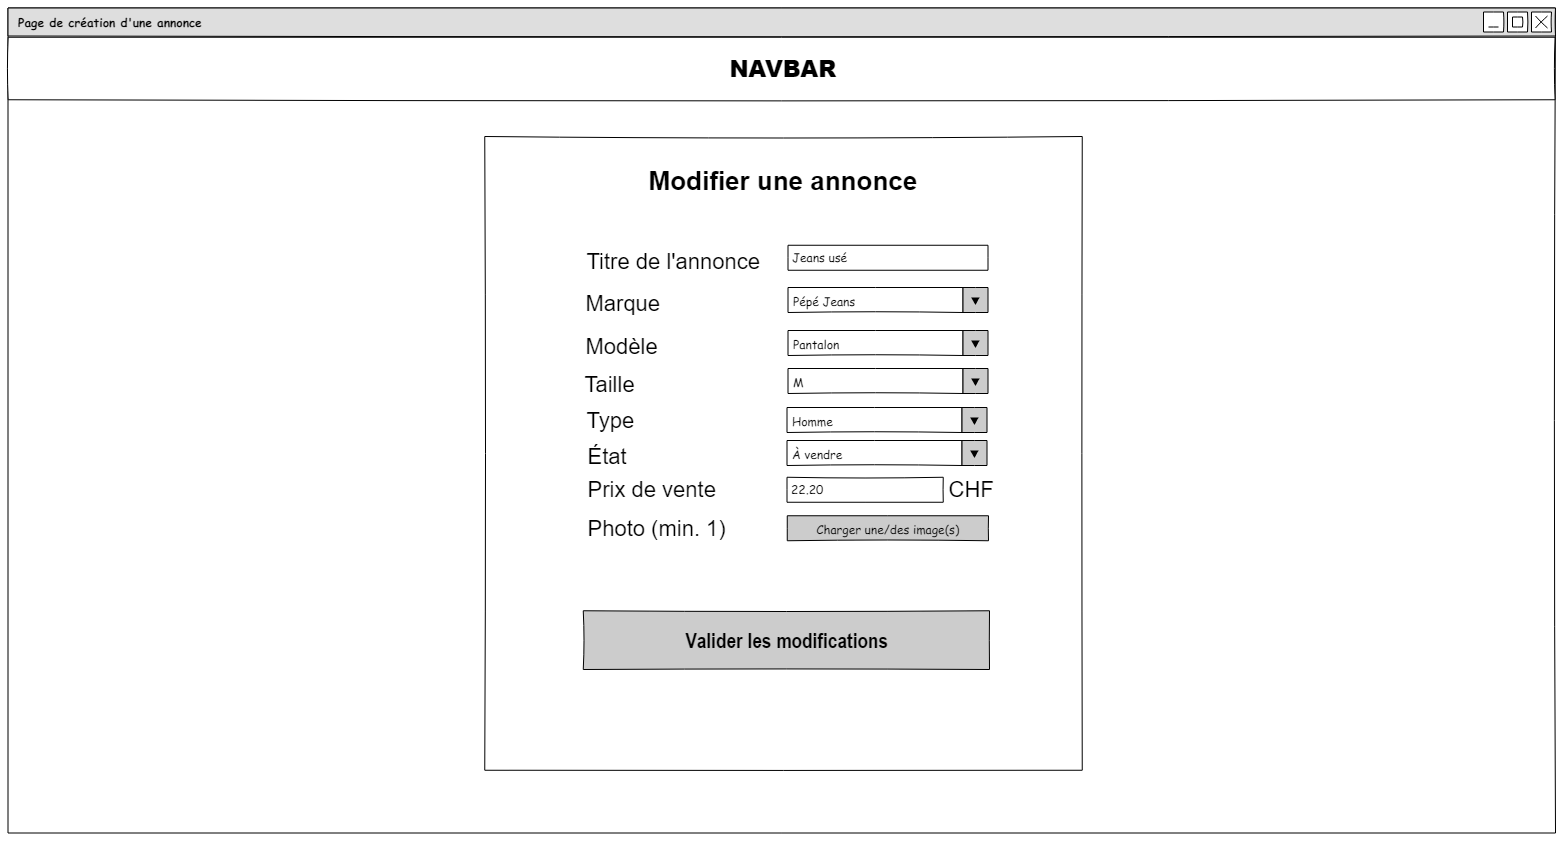 Page de création d'une annonce
NAVBAR
Modifier une annonce
Titre de l'annonce Jeans usé
Marque Pépé Jeans
Modèle Pantalon
Taille M
Type Homme
État À vendre
Prix de vente 22.20 CHF
Photo (min. 1) Charger une/des image(s)
Valider les modifications